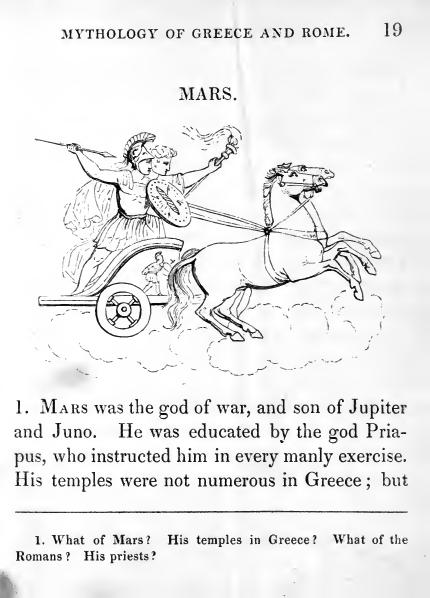 MYTHOLOGY OF GREECE AND ROME. 19
MARS.
1. MARS was the god of war, and son of Jupiter
and Juno. He was educated by the god Pria-
pus, who instructed him in every manly exercise.
His temples were not numerous in Greece; but
1. What of Mars? His temples in Greece? What of the
Romans? His priests?